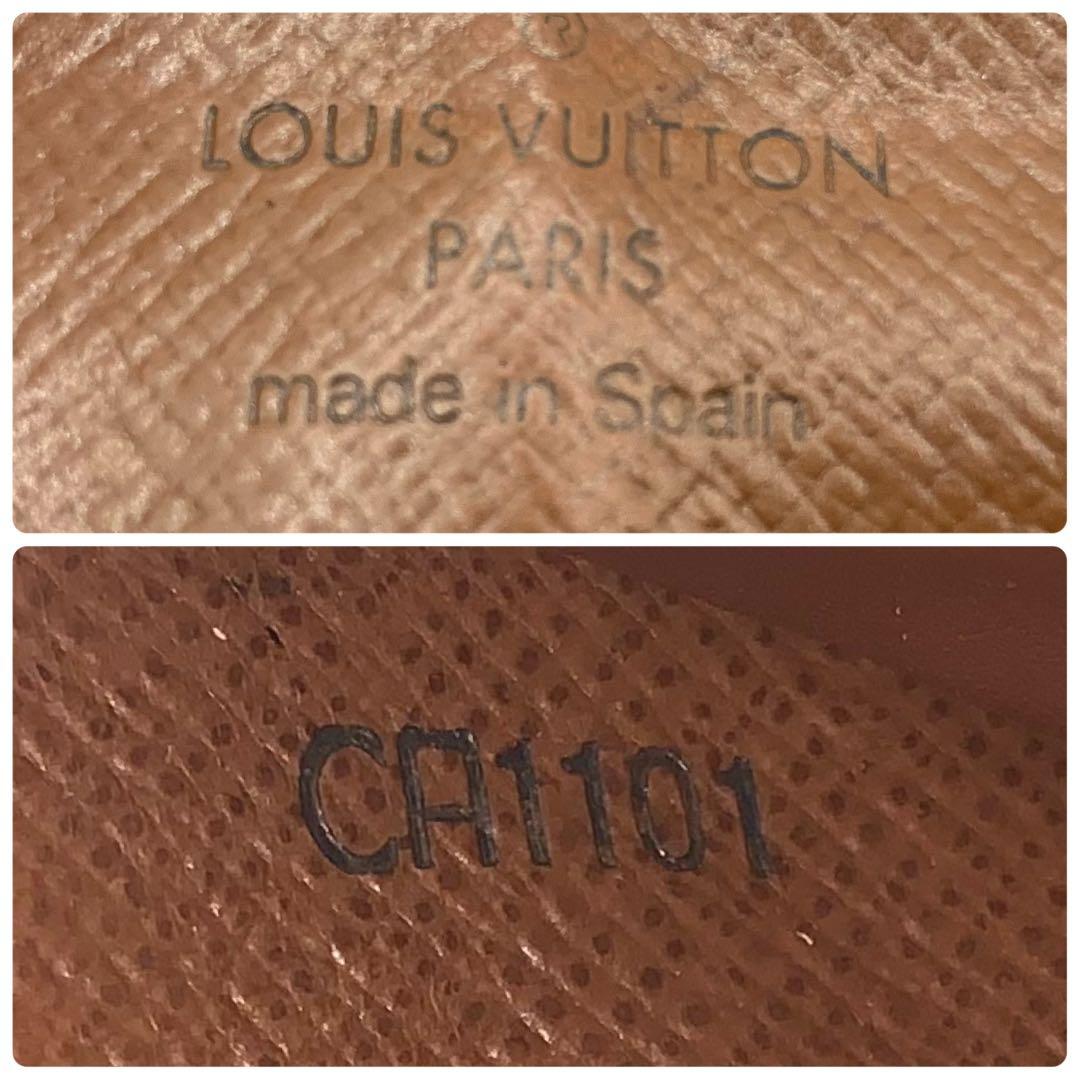 ®
LOUIS VUITTON
PARIS
made in Spain
CA1101